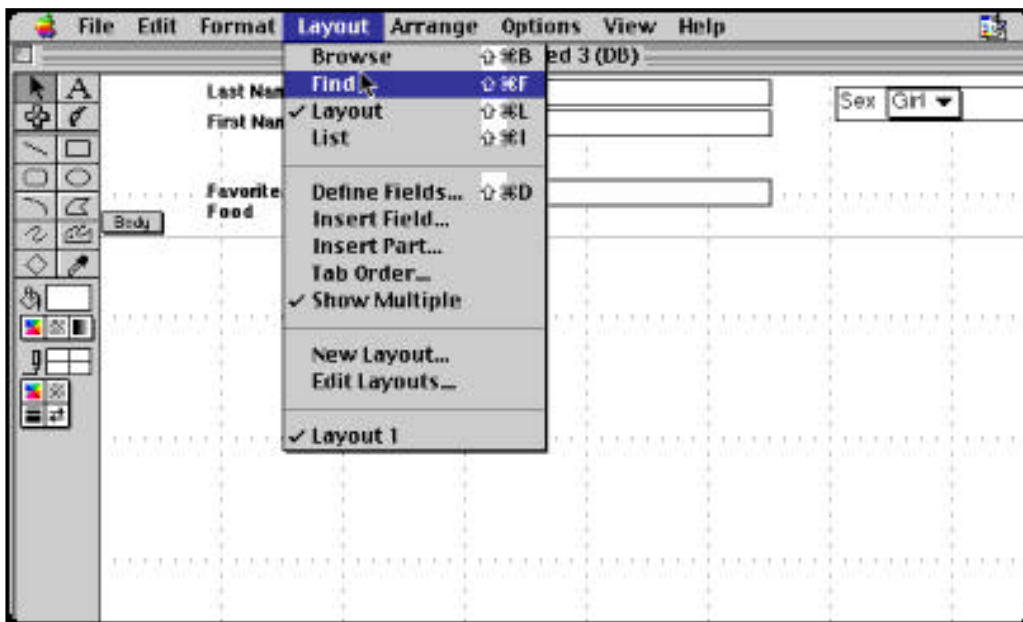 File Edit Format Layout Arrange Options View Help
ed 3 (DB)
Browse ⇧⌘B
Find ⇧⌘F
✓ Layout ⇧⌘L
List ⇧⌘I
Define Fields... ⇧⌘D
Insert Field...
Insert Part...
Tab Order...
✓ Show Multiple
New Layout...
Edit Layouts...
✓ Layout 1
A
Last Nam
First Nam
Favorite
Food
Body
Sex Girl